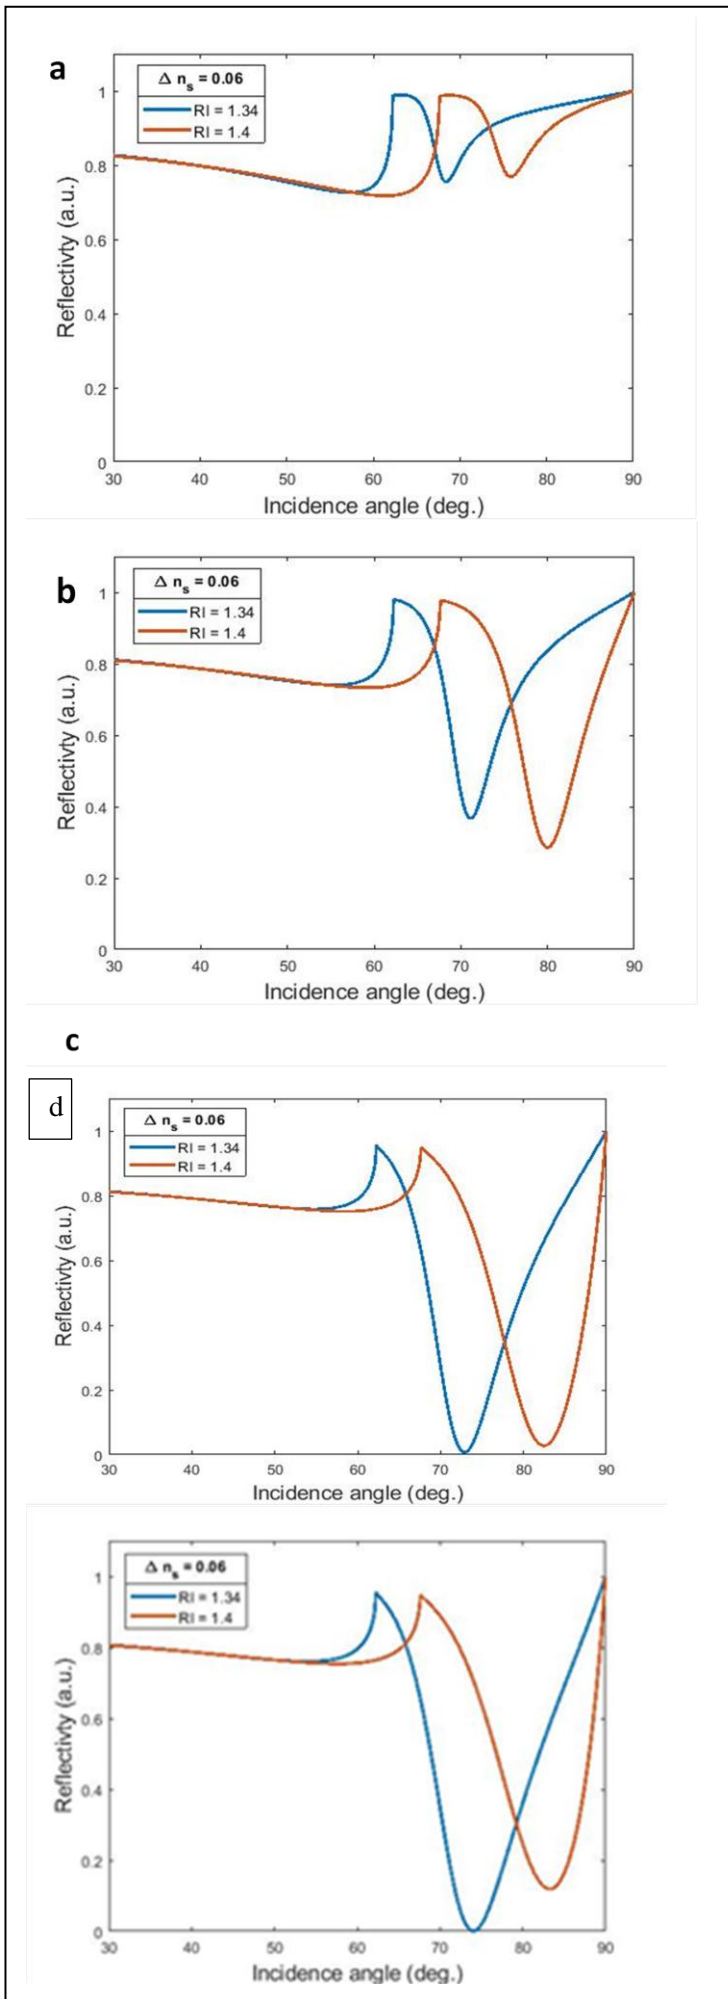 a
Δ n_s = 0.06
RI = 1.34
RI = 1.4
Reflectivty (a.u.)
1
0.8
0.6
0.4
0.2
0
30 40 50 60 70 80 90
Incidence angle (deg.)
b
Δ n_s = 0.06
RI = 1.34
RI = 1.4
Reflectivty (a.u.)
1
0.8
0.6
0.4
0.2
0
30 40 50 60 70 80 90
Incidence angle (deg.)
c
d
Δ n_s = 0.06
RI = 1.34
RI = 1.4
Reflectivty (a.u.)
1
0.8
0.6
0.4
0.2
0
30 40 50 60 70 80 90
Incidence angle (deg.)
Δ n_s = 0.06
RI = 1.34
RI = 1.4
Reflectivty (a.u.)
1
0.8
0.6
0.4
0.2
0
30 40 50 60 70 80 90
Incidence angle (deg.)